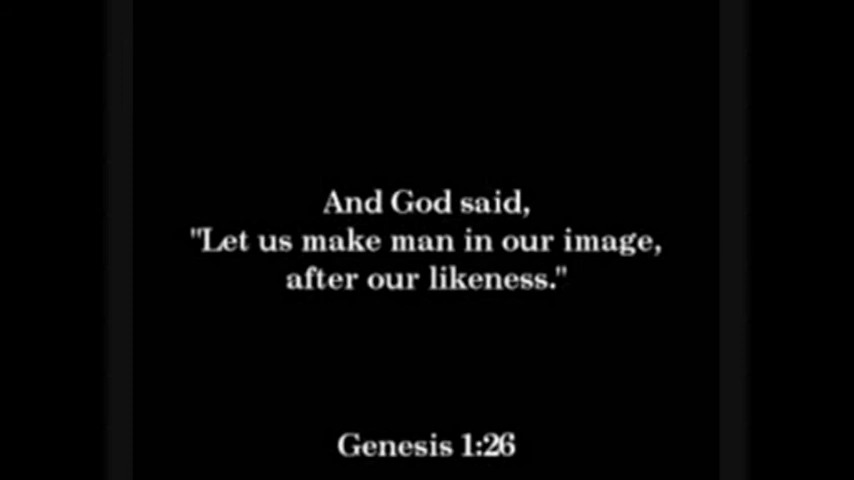 And God said,
"Let us make man in our image,
after our likeness."
Genesis 1:26